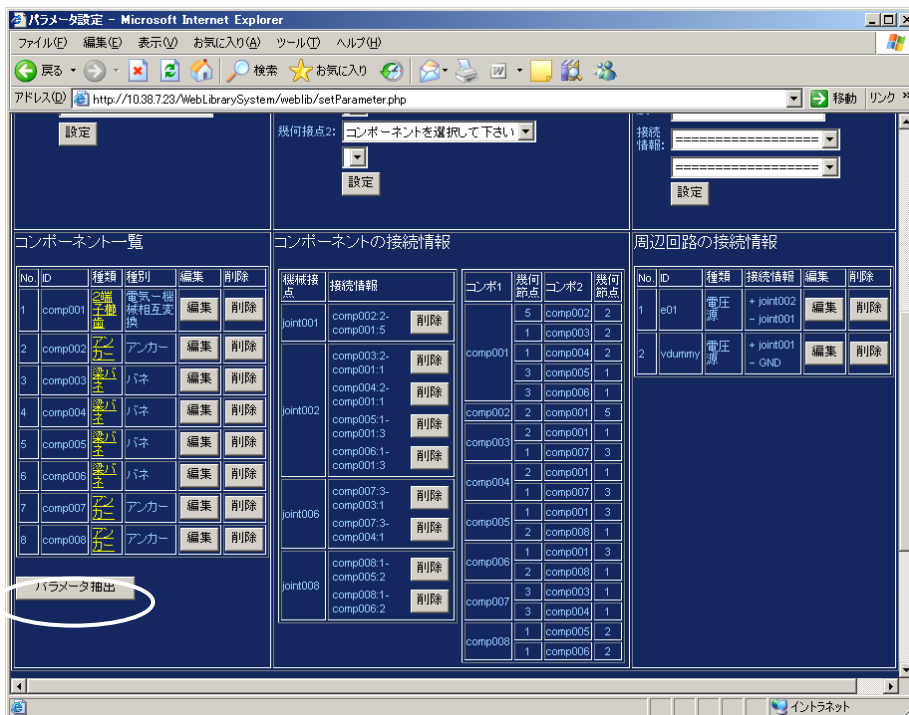 パラメータ設定 - Microsoft Internet Explorer
ファイル(F) 編集(E) 表示(V) お気に入り(A) ツール(T) ヘルプ(H)
戻る 検索 お気に入り
アドレス(D) http://10.38.7.23/WebLibrarySystem/weblib/setParameter.php 移動 リンク »
設定
幾何接点2: コンポーネントを選択して下さい
設定
接続
情報: ====================
====================
設定
コンポーネント一覧
No. ID 種類 種別 編集 削除
1 comp001 2端子櫛歯 電気ー機械相互変換 編集 削除
2 comp002 アンカー アンカー 編集 削除
3 comp003 梁バネ バネ 編集 削除
4 comp004 梁バネ バネ 編集 削除
5 comp005 梁バネ バネ 編集 削除
6 comp006 梁バネ バネ 編集 削除
7 comp007 アンカー アンカー 編集 削除
8 comp008 アンカー アンカー 編集 削除
パラメータ抽出
コンポーネントの接続情報
機械接点 接続情報
joint001 comp002:2-comp001:5 削除
joint002 comp003:2-comp001:1 削除
comp004:2-comp001:1 削除
comp005:1-comp001:3 削除
comp006:1-comp001:3 削除
joint006 comp007:3-comp003:1 削除
comp007:3-comp004:1 削除
joint008 comp008:1-comp005:2 削除
comp008:1-comp006:2 削除
コンポ1 幾何節点 コンポ2 幾何節点
comp001 5 comp002 2
1 comp003 2
1 comp004 2
3 comp005 1
3 comp006 1
comp002 2 comp001 5
comp003 2 comp001 1
1 comp007 3
comp004 2 comp001 1
1 comp007 3
comp005 1 comp001 3
2 comp008 1
comp006 1 comp001 3
2 comp008 1
comp007 3 comp003 1
3 comp004 1
comp008 1 comp005 2
1 comp006 2
周辺回路の接続情報
No. ID 種類 接続情報 編集 削除
1 e01 電圧源 + joint002 - joint001 編集 削除
2 vdummy 電圧源 + joint001 - GND 編集 削除
イントラネット